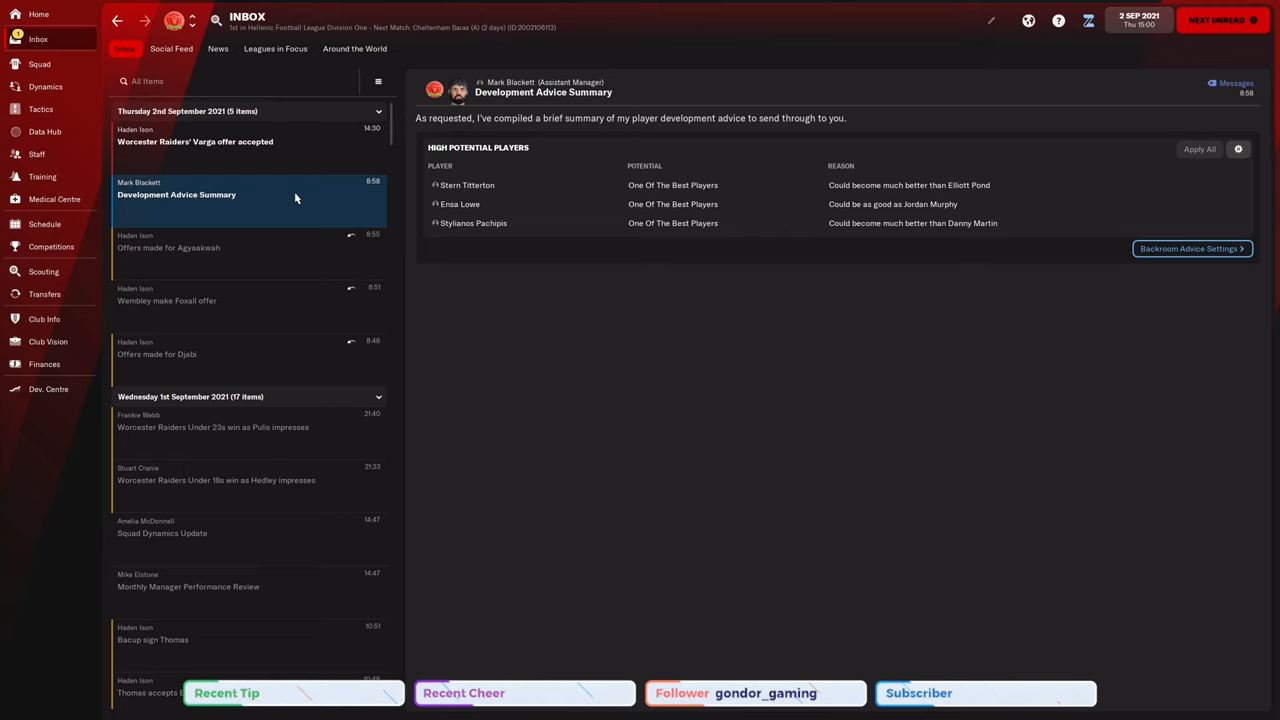 Home
1
Inbox
Squad
Dynamics
Tactics
Data Hub
Staff
Training
Medical Centre
Schedule
Competitions
Scouting
Transfers
Club Info
Club Vision
Finances
Dev. Centre
INBOX
1st in Hellenic Football League Division One - Next Match: Cheltenham Saras (A) (2 days) (ID:2002106113)
2 SEP 2021
Thu 15:00
NEXT UNREAD
Inbox
Social Feed
News
Leagues in Focus
Around the World
All Items
Thursday 2nd September 2021 (5 items)
Haden Ison 14:30
Worcester Raiders' Varga offer accepted
Mark Blackett 8:58
Development Advice Summary
Haden Ison 8:55
Offers made for Agyaakwah
Haden Ison 8:51
Wembley make Foxall offer
Haden Ison 8:48
Offers made for Djabi
Wednesday 1st September 2021 (17 items)
Frankie Webb 21:40
Worcester Raiders Under 23s win as Pulis impresses
Stuart Cranie 21:33
Worcester Raiders Under 18s win as Hedley impresses
Amelia McDonnell 14:47
Squad Dynamics Update
Mike Elstone 14:47
Monthly Manager Performance Review
Haden Ison 10:51
Bacup sign Thomas
Haden Ison
Thomas accepts
Mark Blackett (Assistant Manager)
Development Advice Summary
Messages
8:58
As requested, I've compiled a brief summary of my player development advice to send through to you.
HIGH POTENTIAL PLAYERS
Apply All
PLAYER POTENTIAL REASON
Stern Titterton One Of The Best Players Could become much better than Elliott Pond
Ensa Lowe One Of The Best Players Could be as good as Jordan Murphy
Stylianos Pachipis One Of The Best Players Could become much better than Danny Martin
Backroom Advice Settings >
Recent Tip
Recent Cheer
Follower gondor_gaming
Subscriber